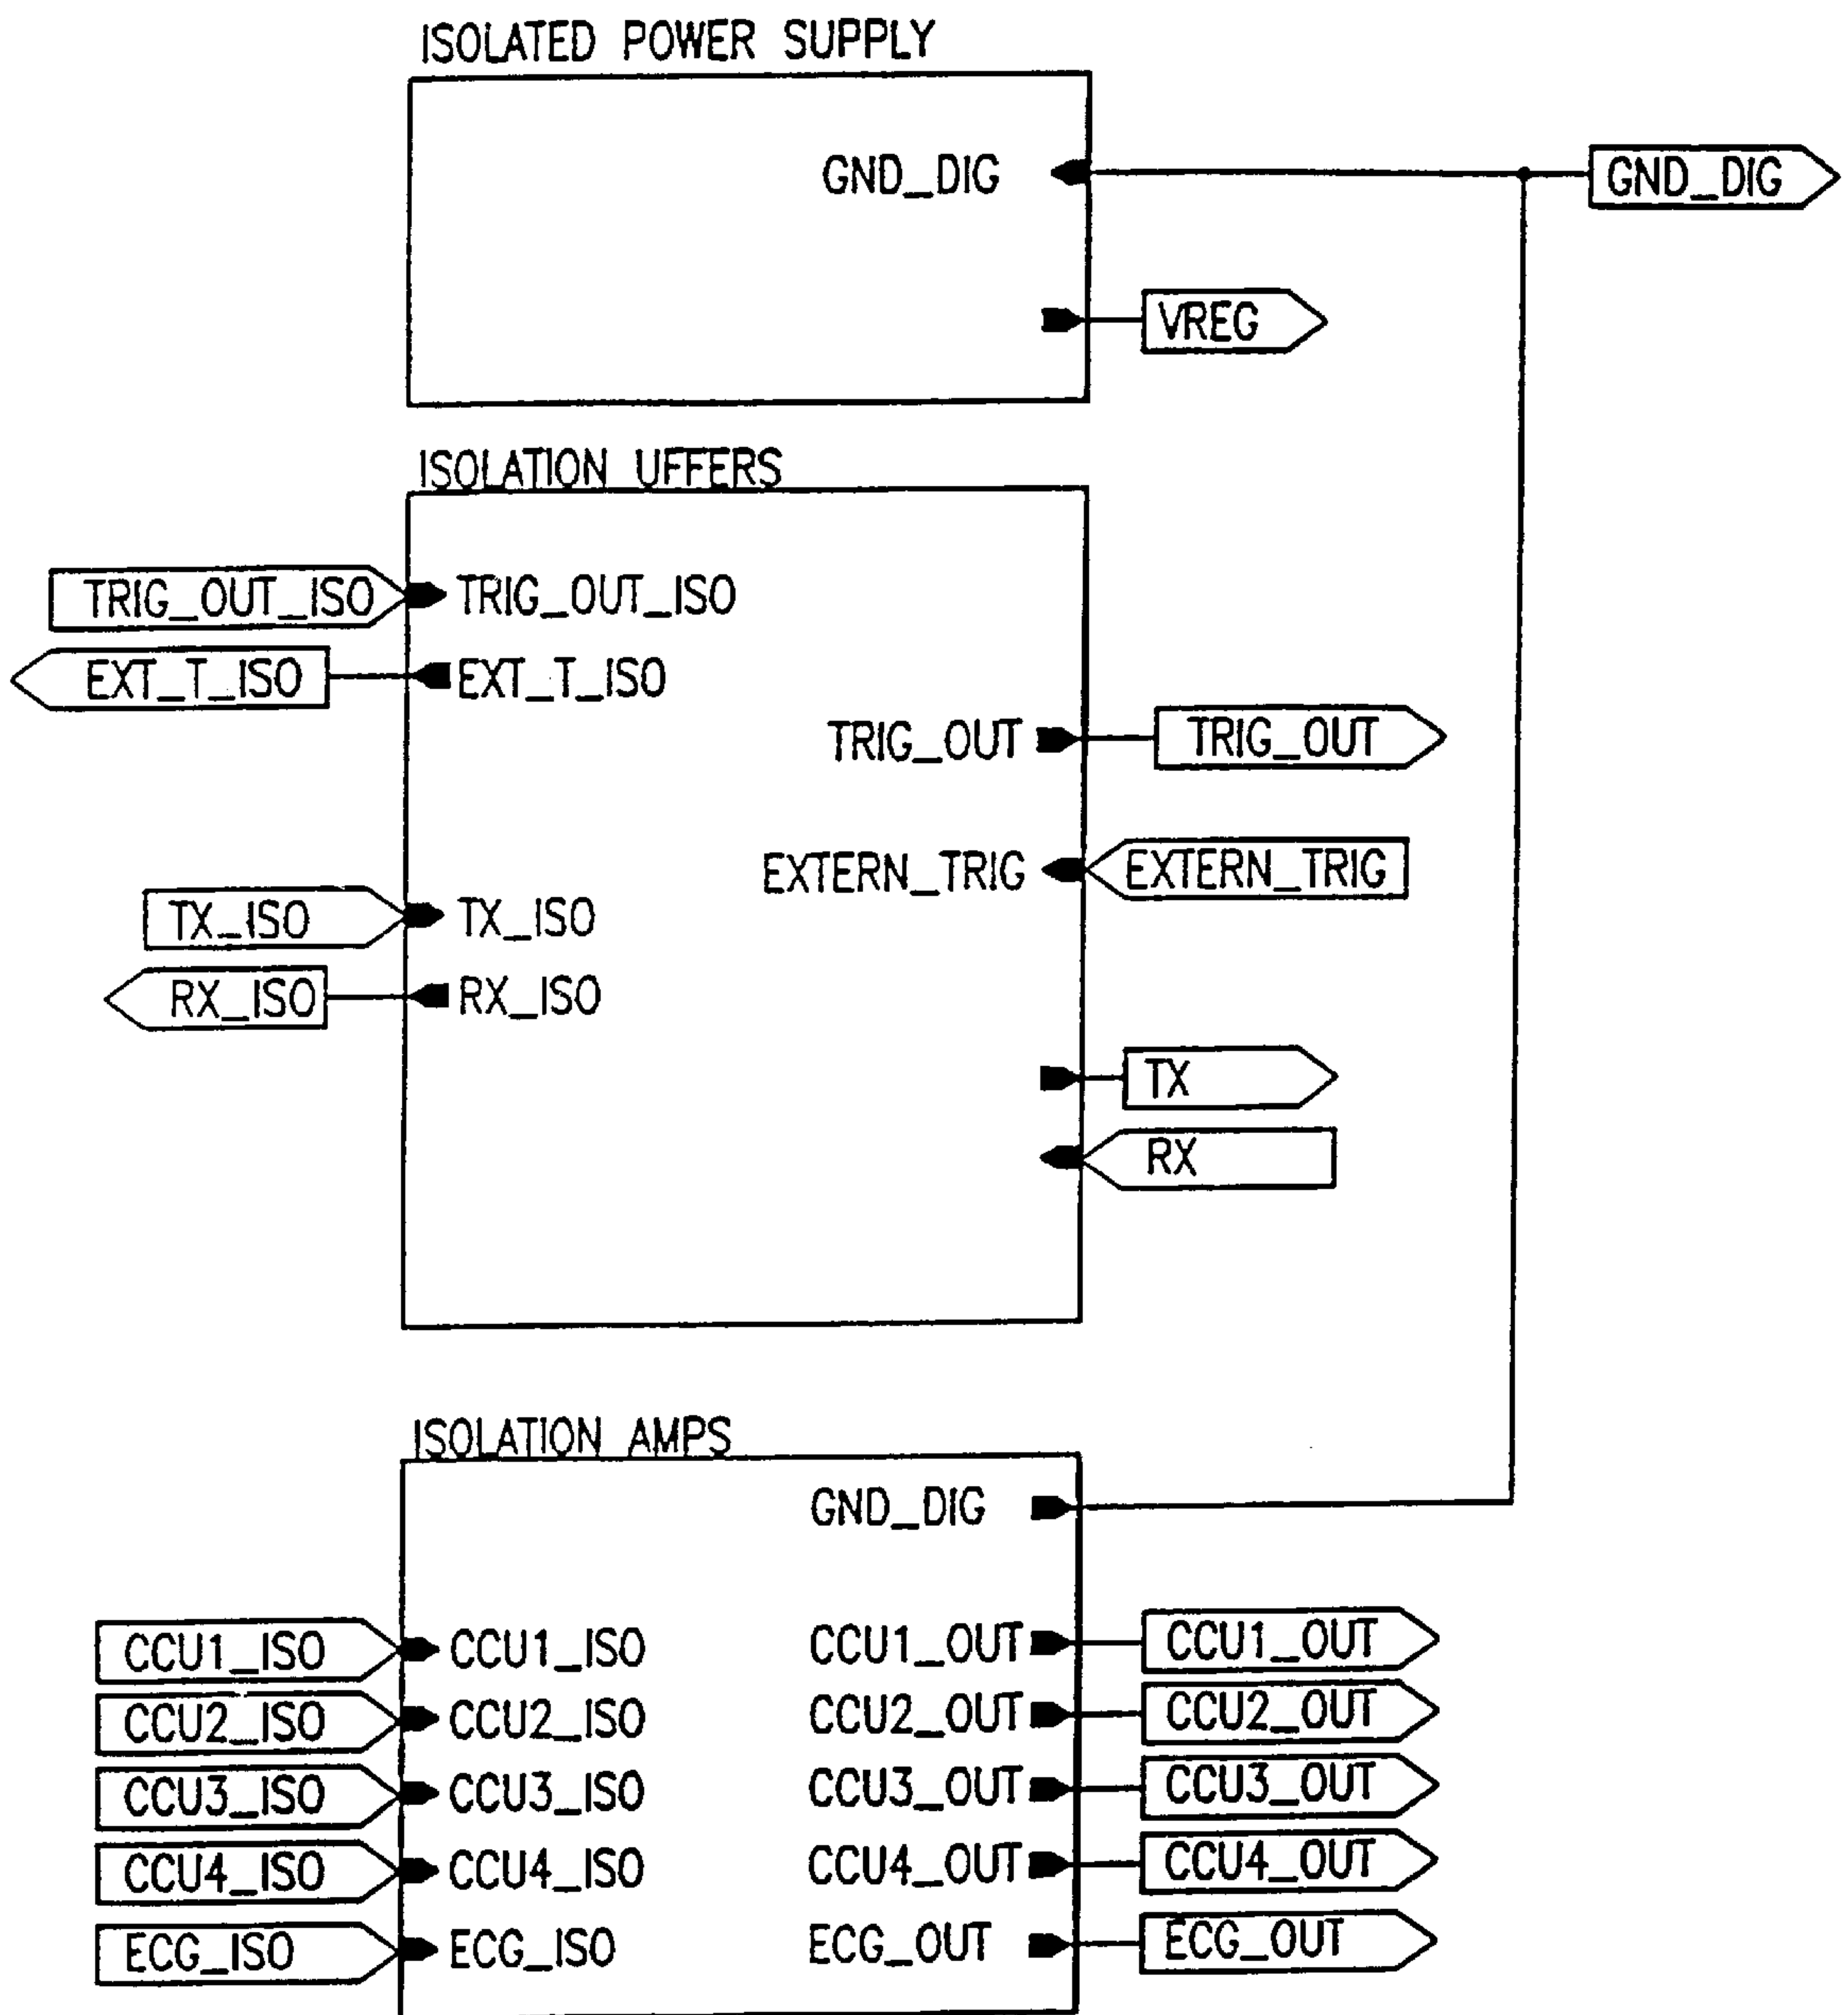 ISOLATED POWER SUPPLY
GND_DIG
GND_DIG
VREG
ISOLATION UFFERS
TRIG_OUT_ISO
TRIG_OUT_ISO
EXT_T_ISO
EXT_T_ISO
TRIG_OUT
TRIG_OUT
EXTERN_TRIG
EXTERN_TRIG
TX_ISO
TX_ISO
RX_ISO
RX_ISO
TX
RX
ISOLATION AMPS
GND_DIG
CCU1_ISO
CCU1_ISO
CCU1_OUT
CCU1_OUT
CCU2_ISO
CCU2_ISO
CCU2_OUT
CCU2_OUT
CCU3_ISO
CCU3_ISO
CCU3_OUT
CCU3_OUT
CCU4_ISO
CCU4_ISO
CCU4_OUT
CCU4_OUT
ECG_ISO
ECG_ISO
ECG_OUT
ECG_OUT